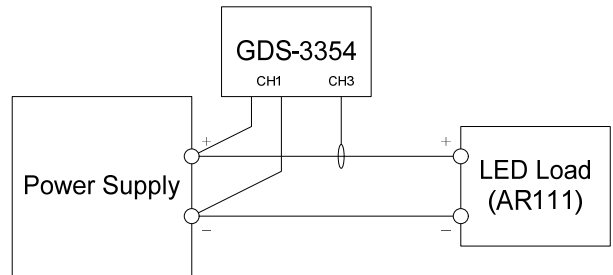 GDS-3354
CH1 CH3
+ +
Power Supply
LED Load
(AR111)
− −